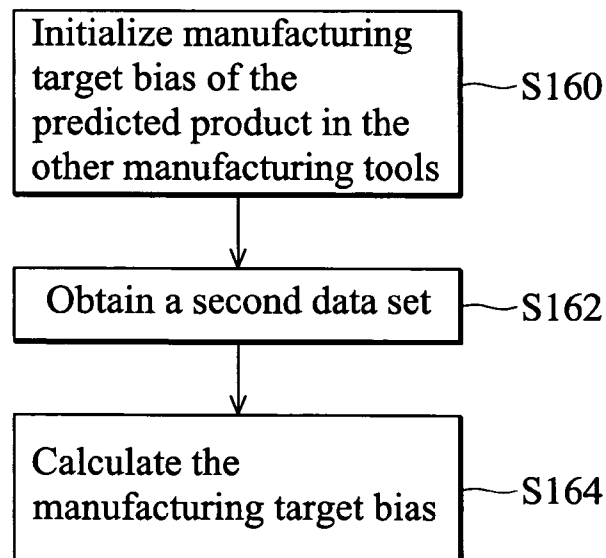 Initialize manufacturing
target bias of the
predicted product in the
other manufacturing tools
S160
Obtain a second data set
S162
Calculate the
manufacturing target bias
S164